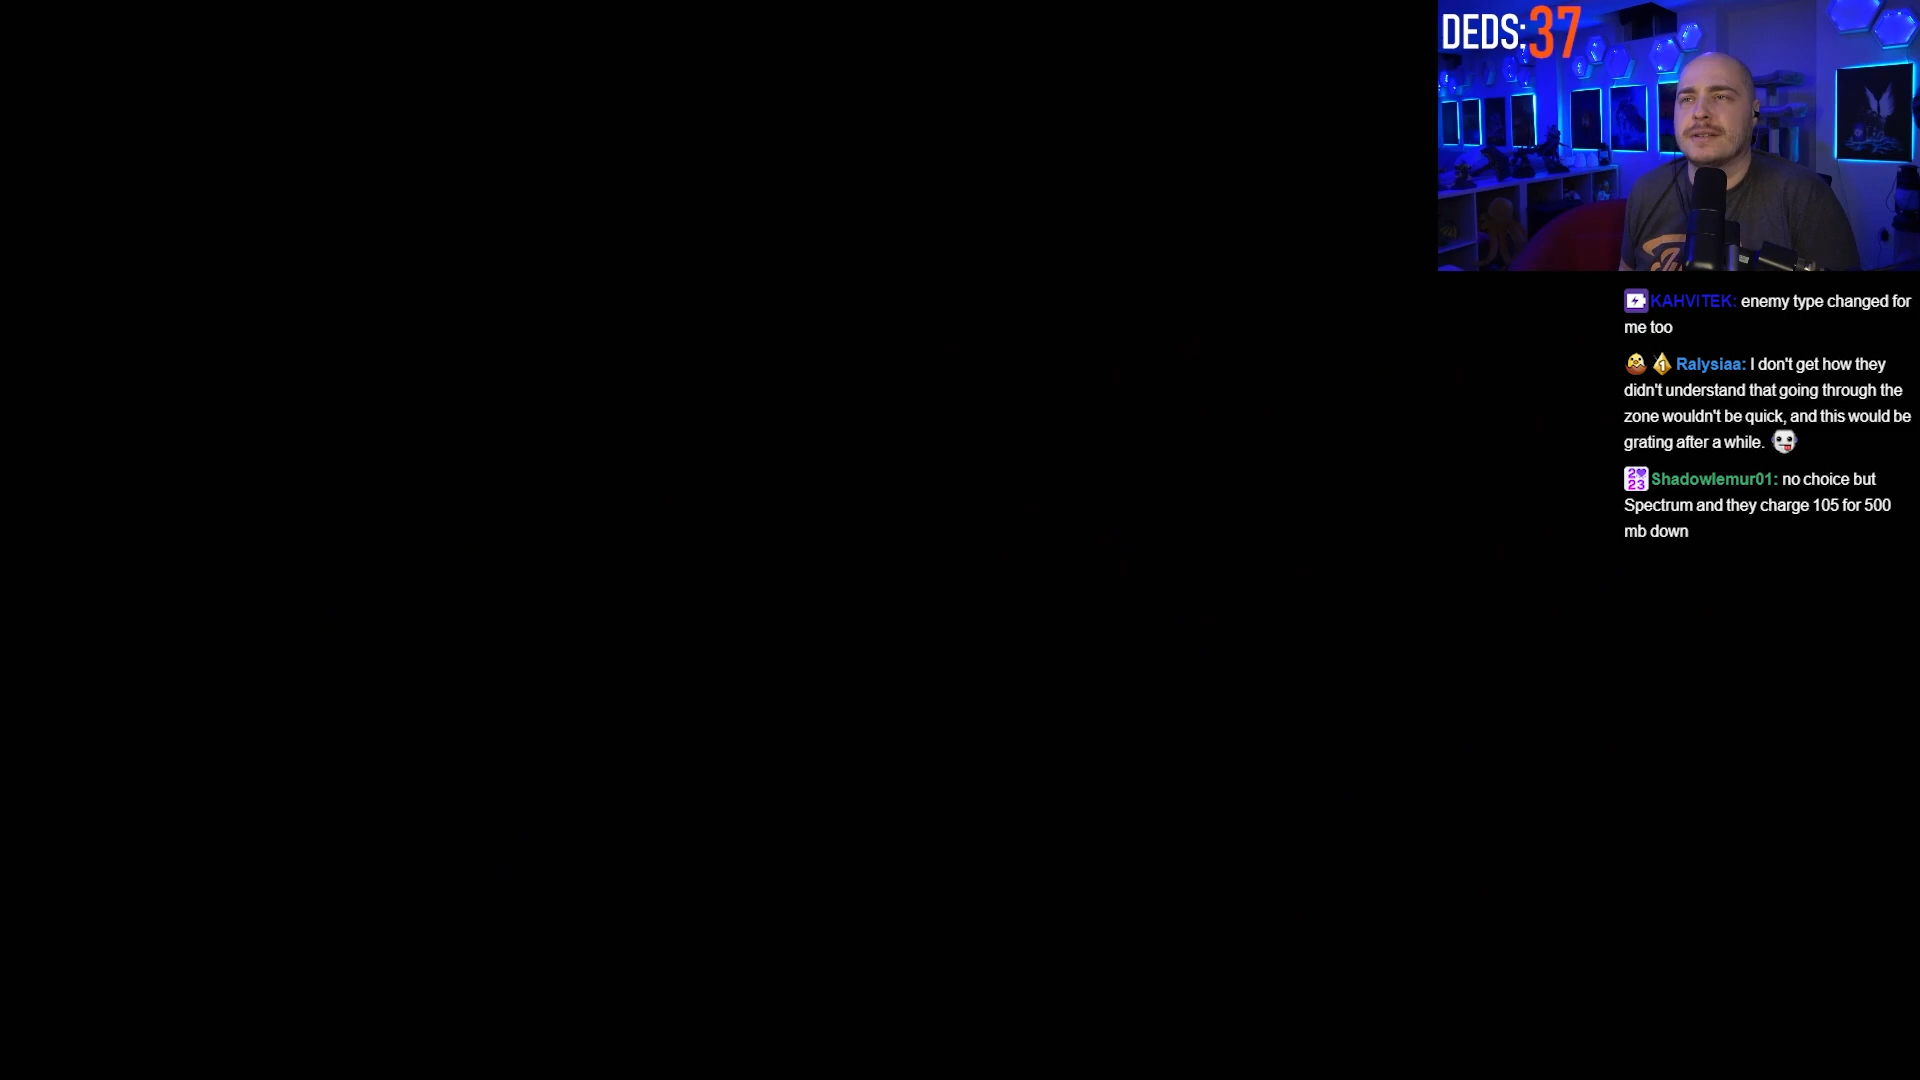 DEDS:37
KAHVITEK: enemy type changed for
me too
Ralysiaa: I don't get how they
didn't understand that going through the
zone wouldn't be quick, and this would be
grating after a while.
Shadowlemur01: no choice but
Spectrum and they charge 105 for 500
mb down